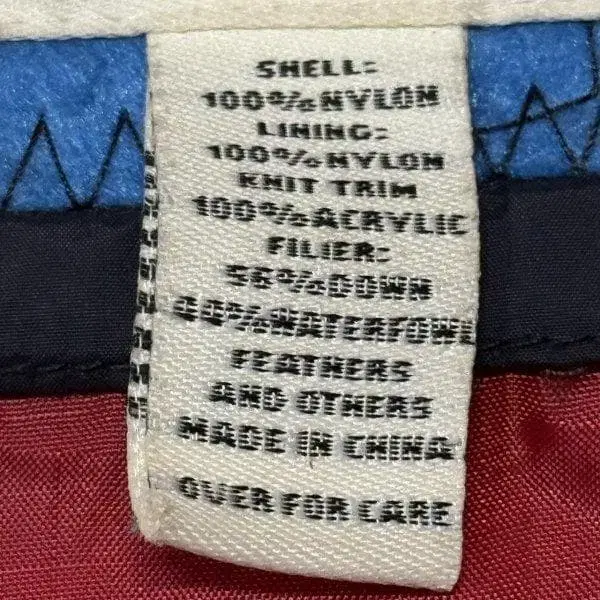 SHELL:
100%NYLON
LINING:
100%NYLON
KNIT TRIM
100%ACRYLIC
FILIER:
56%DOWN
WATERFOWL
FEATHERS
AND OTHERS
MADE IN CHINA
OVER FOR CARE